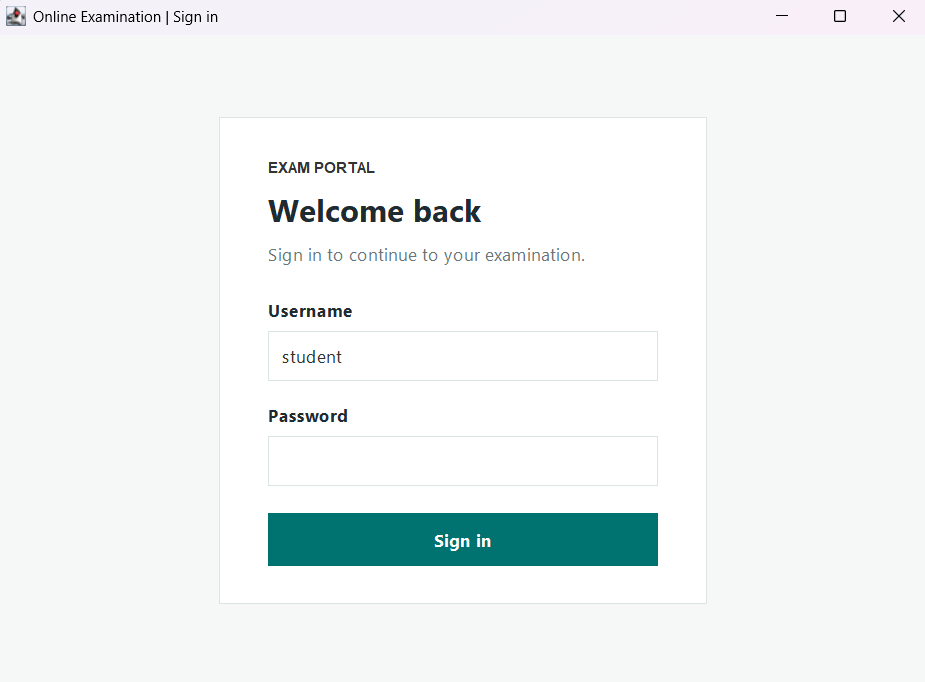 Online Examination | Sign in
EXAM PORTAL
Welcome back
Sign in to continue to your examination.
Username
student
Password
Sign in